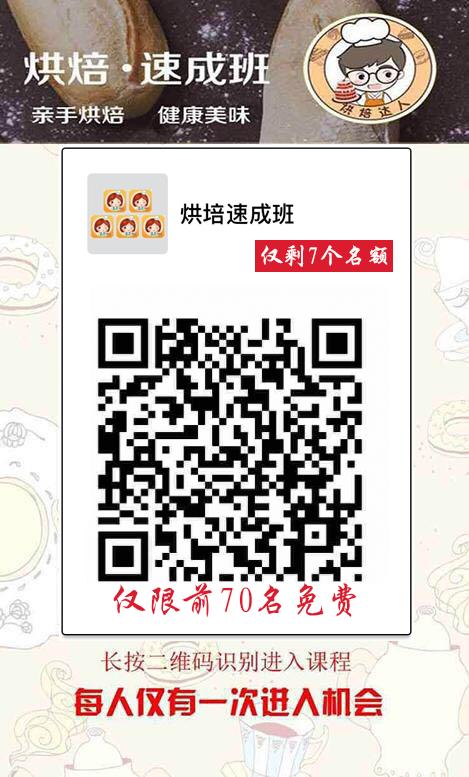 烘焙·速成班
亲手烘焙 健康美味
烘焙达人
烘培速成班
仅剩7个名额
仅限前70名免费
长按二维码识别进入课程
每人仅有一次进入机会